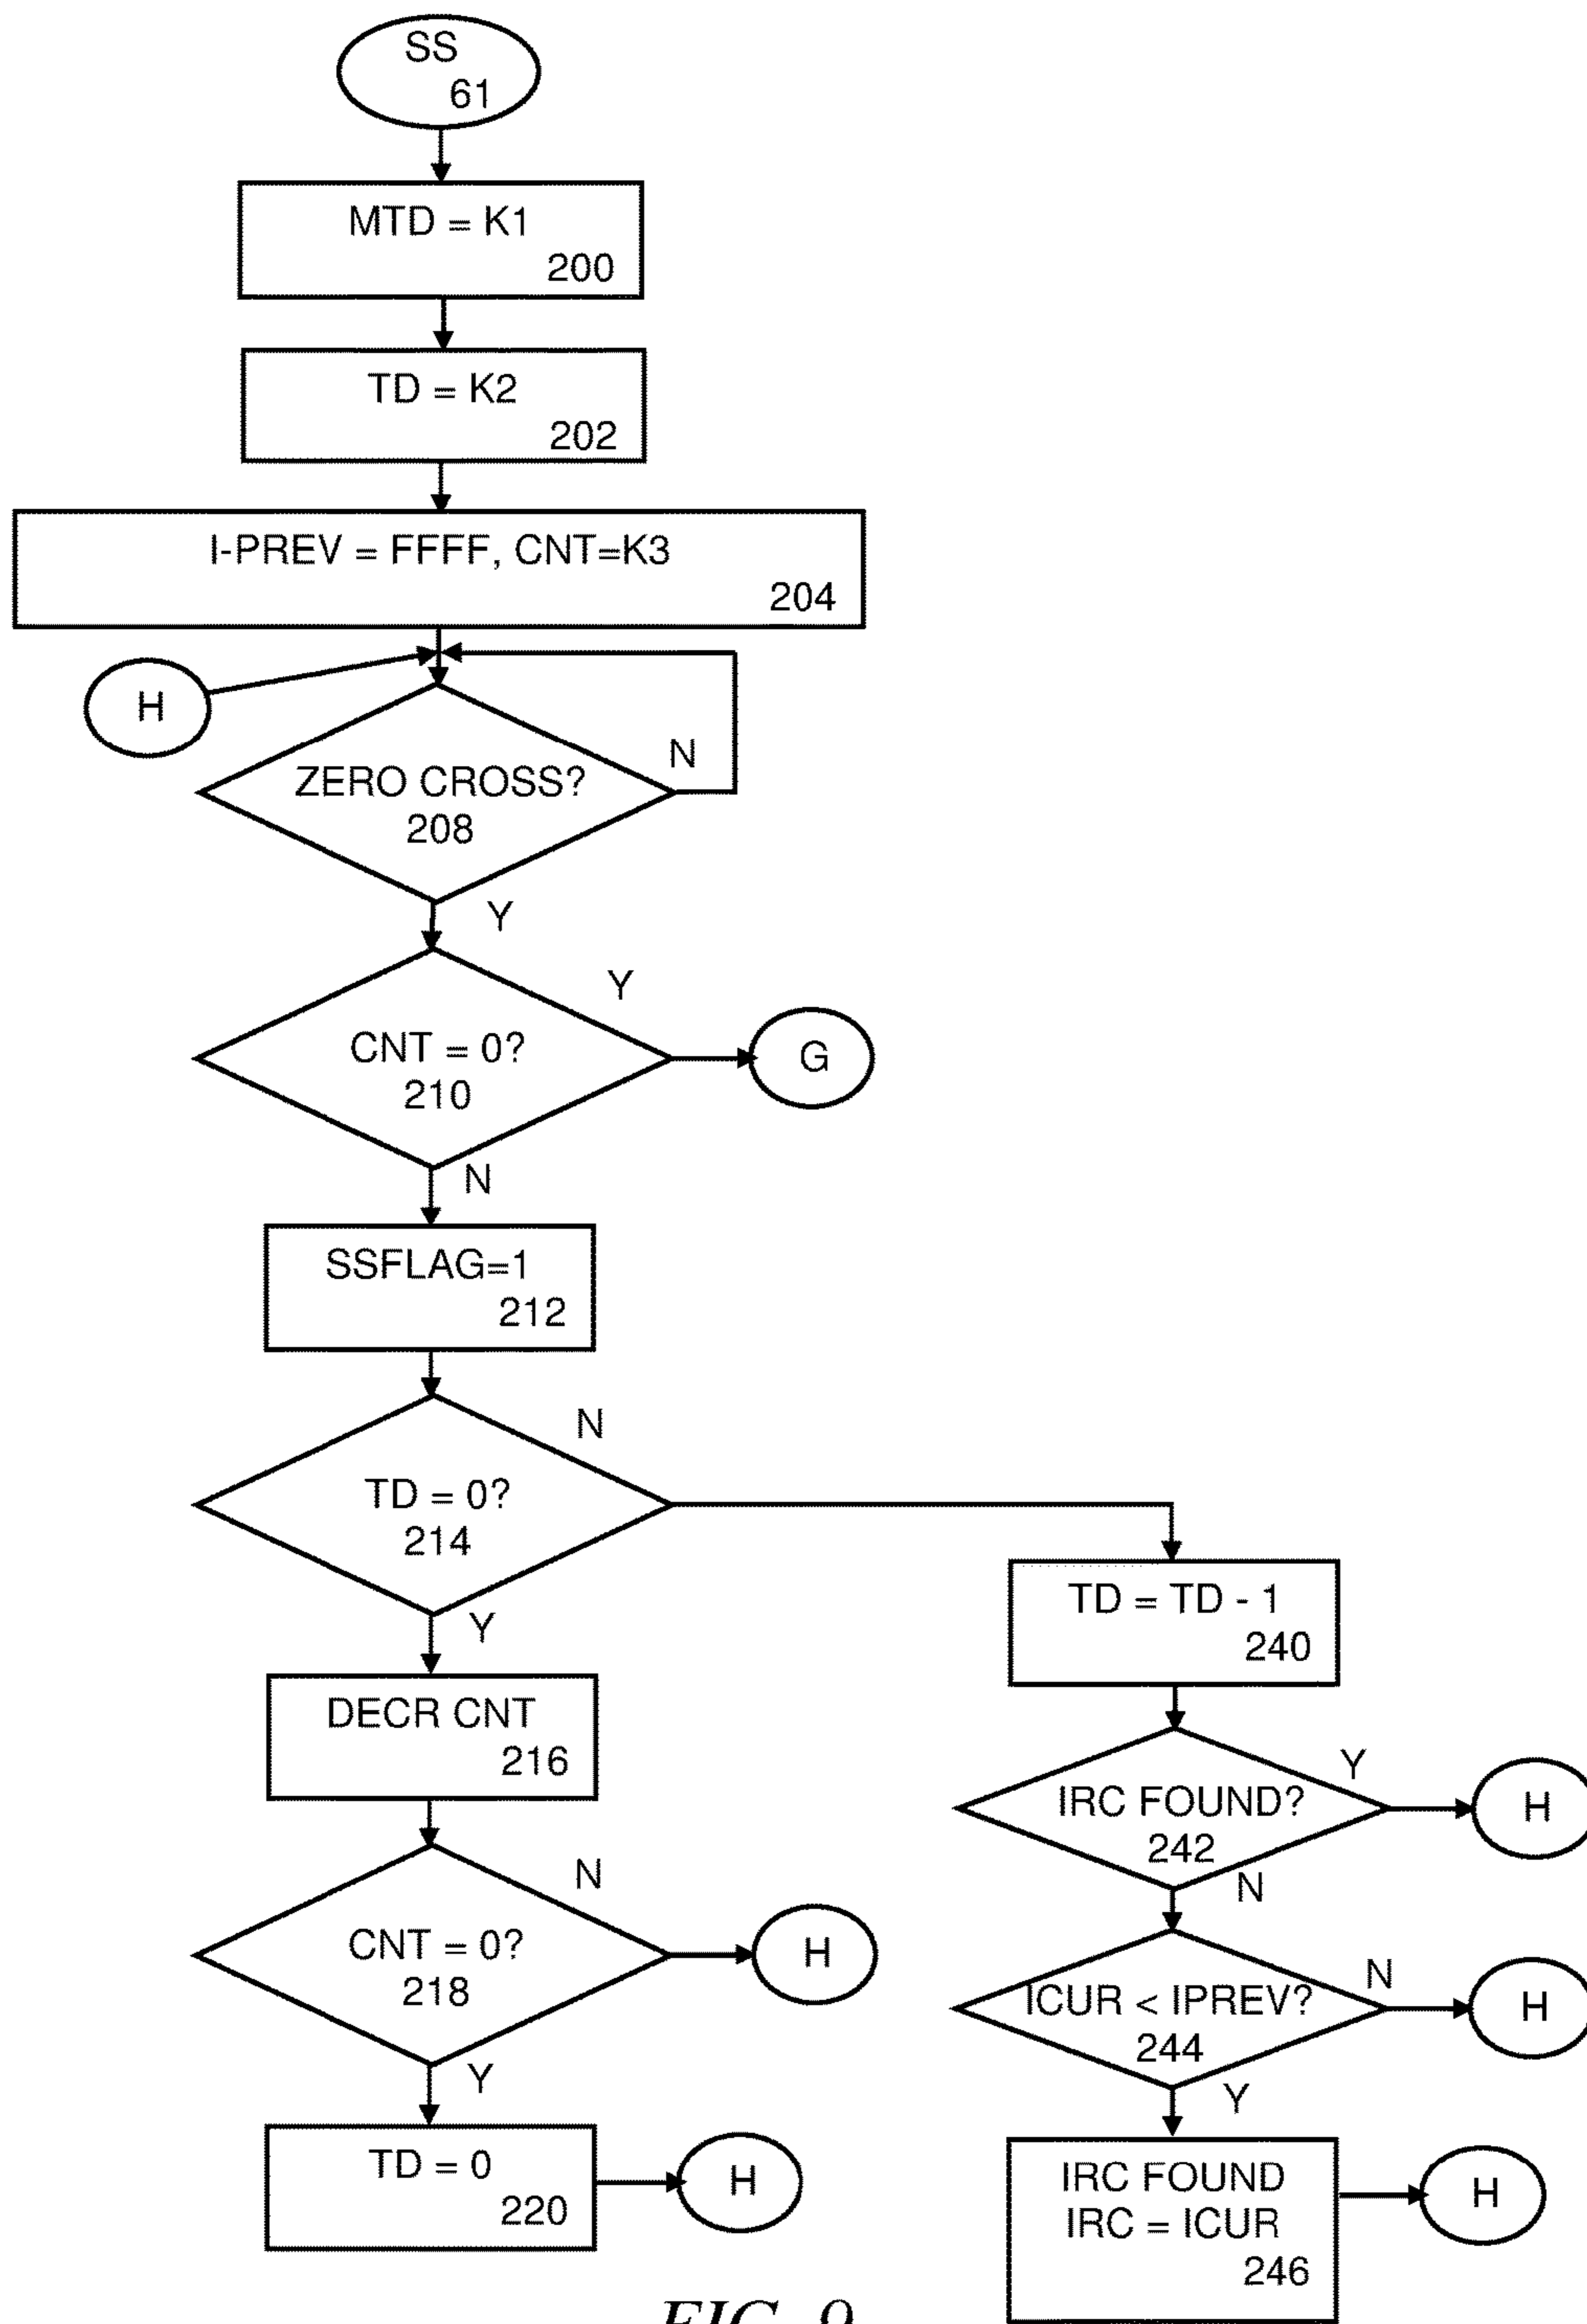 SS
61
MTD = K1
200
TD = K2
202
I-PREV = FFFF, CNT=K3
204
H
N
ZERO CROSS?
208
Y
Y
CNT = 0?
210
G
N
SSFLAG=1
212
N
TD = 0?
214
Y
TD = TD - 1
240
DECR CNT
216
Y
IRC FOUND?
242
H
N
N
CNT = 0?
218
H
Y
N
ICUR < IPREV?
244
H
Y
TD = 0
220
H
IRC FOUND
IRC = ICUR
246
H
FIG. 9